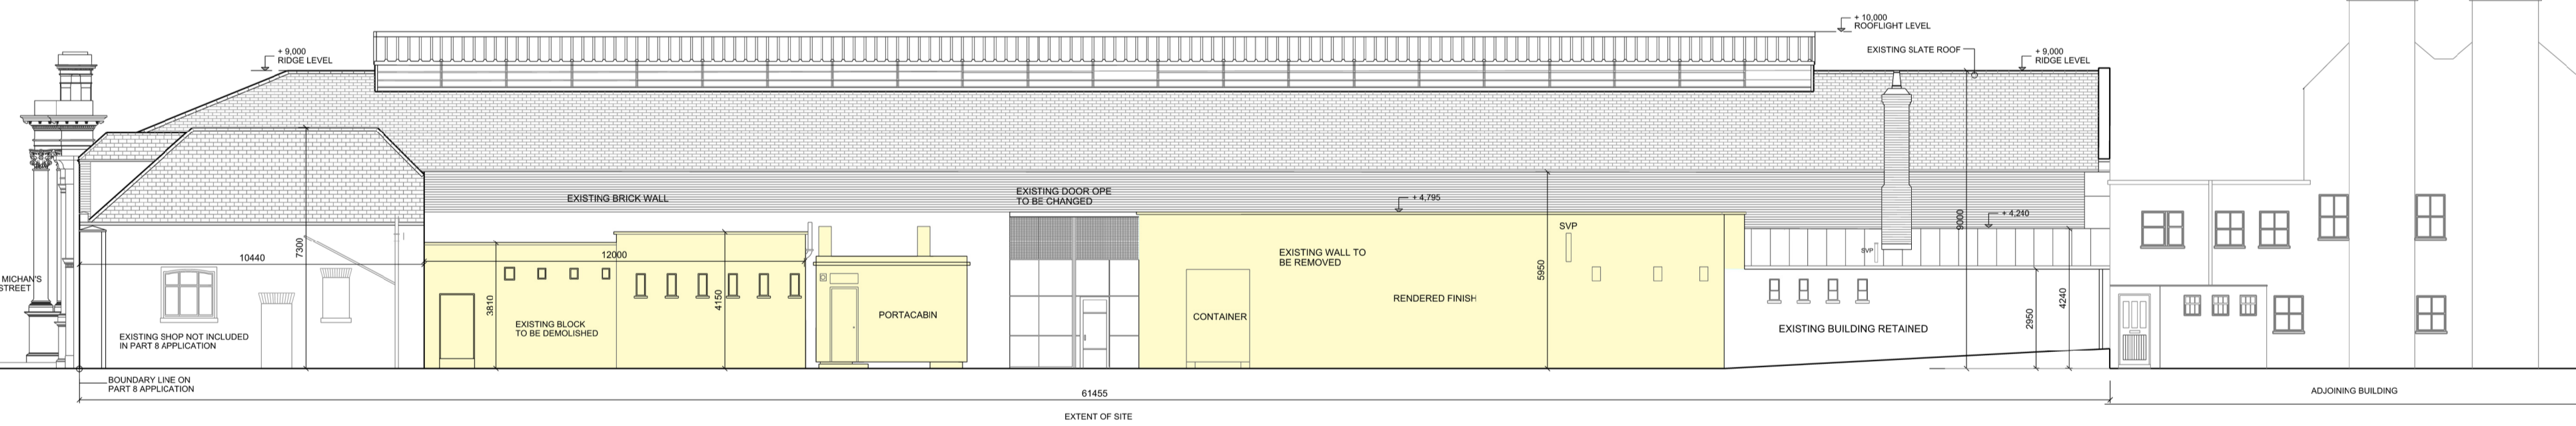 + 10,000
ROOFLIGHT LEVEL
+ 9,000
RIDGE LEVEL
EXISTING SLATE ROOF
+ 9,000
RIDGE LEVEL
EXISTING BRICK WALL
EXISTING DOOR OPE
TO BE CHANGED
+ 4,795
+ 4,240
9000
SVP
SVP
7300
10440
12000
EXISTING WALL TO
BE REMOVED
5950
MICHAN'S
STREET
3810
4150
RENDERED FINISH
4240
2950
PORTACABIN
CONTAINER
EXISTING BLOCK
TO BE DEMOLISHED
EXISTING BUILDING RETAINED
EXISTING SHOP NOT INCLUDED
IN PART 8 APPLICATION
BOUNDARY LINE ON
PART 8 APPLICATION
61455
ADJOINING BUILDING
EXTENT OF SITE